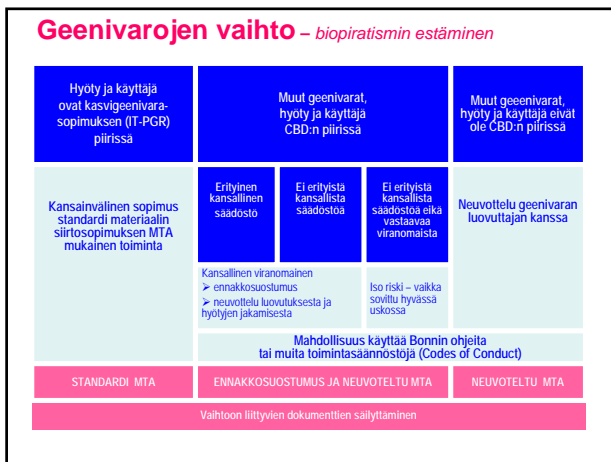 Geenivarojen vaihto – biopiratismin estäminen
Hyöty ja käyttäjä
ovat kasvigeenivara-
sopimuksen (IT-PGR)
piirissä
Muut geenivarat,
hyöty ja käyttäjä
CBD:n piirissä
Muut geeenivarat,
hyöty ja käyttäjä eivät
ole CBD:n piirissä
Kansainvälinen sopimus
standardi materiaalin
siirtosopimuksen MTA
mukainen toiminta
Erityinen
kansallinen
säädöstö
Ei erityistä
kansallista
säädöstöä
Ei erityistä
kansallista
säädöstöä eikä
vastaavaa
viranomaista
Neuvottelu geenivaran
luovuttajan
kanssa
Kansallinen viranomainen
➢ ennakkosuostumus
➢ neuvottelu luovutuksesta ja
hyötyjen jakamisesta
Iso riski – vaikka
sovittu hyvässä
uskossa
Mahdollisuus käyttää Bonnin ohjeita
tai muita toimintasäännöstöjä (Codes of Conduct)
STANDARDI MTA
ENNAKKOSUOSTUMUS JA NEUVOTELTU MTA
NEUVOTELTU MTA
Vaihtoon liittyvien dokumenttien säilyttäminen